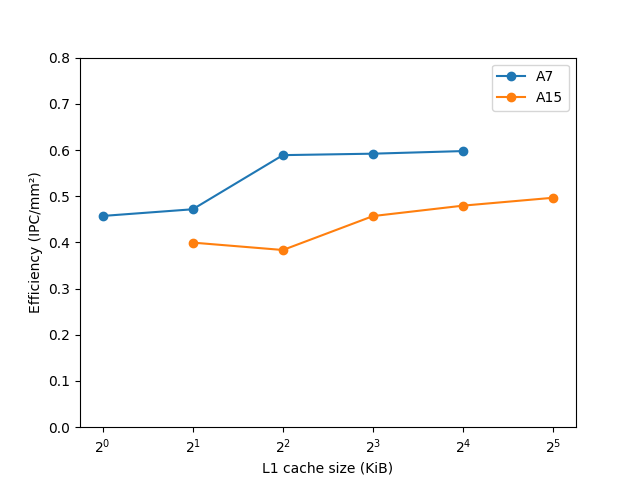 0.8
0.7
0.6
0.5
0.4
0.3
0.2
0.1
0.0
Efficiency (IPC/mm²)
A7
A15
2⁰ 2¹ 2² 2³ 2⁴ 2⁵
L1 cache size (KiB)